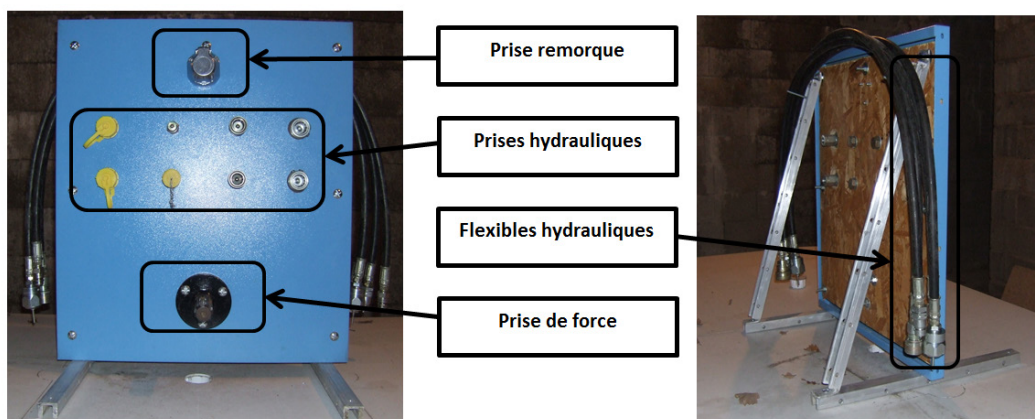 Prise remorque
Prises hydrauliques
Flexibles hydrauliques
Prise de force